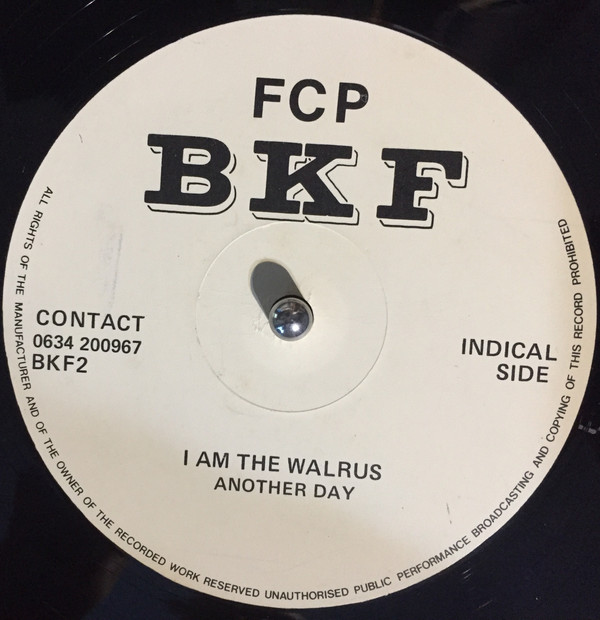 FCP
BKF
CONTACT
0634 200967
BKF2
INDICAL
SIDE
I AM THE WALRUS
ANOTHER DAY
ALL RIGHTS OF THE MANUFACTURER AND OF THE OWNER OF THE RECORDED WORK RESERVED UNAUTHORISED PUBLIC PERFORMANCE BROADCASTING AND COPYING OF THIS RECORD PROHIBITED